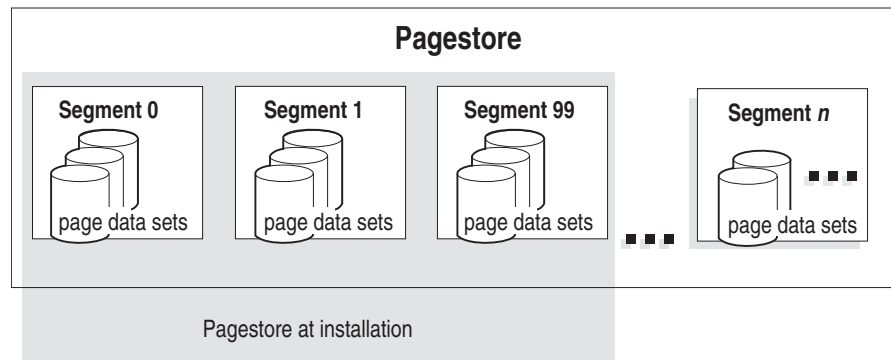 Pagestore
Segment 0
Segment 1
Segment 99
Segment n
page data sets
page data sets
page data sets
page data sets
Pagestore at installation